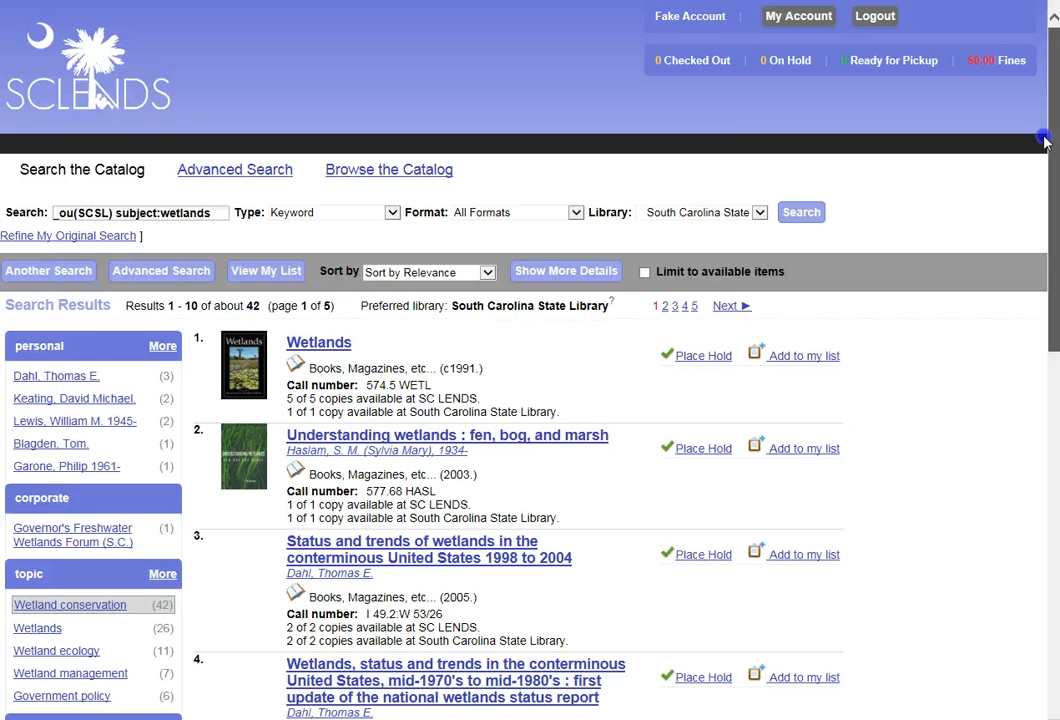 Fake Account | My Account Logout
0 Checked Out | 0 On Hold | 0 Ready for Pickup | $0.00 Fines
SCLENDS
Search the Catalog Advanced Search Browse the Catalog
Search: _ou(SCSL) subject:wetlands Type: Keyword Format: All Formats Library: South Carolina State Search
Refine My Original Search ]
Another Search Advanced Search View My List Sort by Sort by Relevance Show More Details Limit to available items
Search Results Results 1 - 10 of about 42 (page 1 of 5) Preferred library: South Carolina State Library? 1 2 3 4 5 Next ►
personal More
Dahl, Thomas E. (3)
Keating, David Michael. (2)
Lewis, William M. 1945- (2)
Blagden, Tom. (1)
Garone, Philip 1961- (1)
corporate
Governor's Freshwater (1)
Wetlands Forum (S.C.)
topic More
Wetland conservation (42)
Wetlands (26)
Wetland ecology (11)
Wetland management (7)
Government policy (6)
1. Wetlands
Wetlands
Books, Magazines, etc... (c1991.)
Call number: 574.5 WETL
5 of 5 copies available at SC LENDS.
1 of 1 copy available at South Carolina State Library.
Place Hold Add to my list
2. Understanding wetlands : fen, bog, and marsh
Haslam, S. M. (Sylvia Mary), 1934-
Books, Magazines, etc... (2003.)
Call number: 577.68 HASL
1 of 1 copy available at SC LENDS.
1 of 1 copy available at South Carolina State Library.
Place Hold Add to my list
3. Status and trends of wetlands in the
conterminous United States 1998 to 2004
Dahl, Thomas E.
Books, Magazines, etc... (2005.)
Call number: I 49.2:W 53/26
2 of 2 copies available at SC LENDS.
2 of 2 copies available at South Carolina State Library.
Place Hold Add to my list
4. Wetlands, status and trends in the conterminous
United States, mid-1970's to mid-1980's : first
update of the national wetlands status report
Dahl, Thomas E.
Place Hold Add to my list